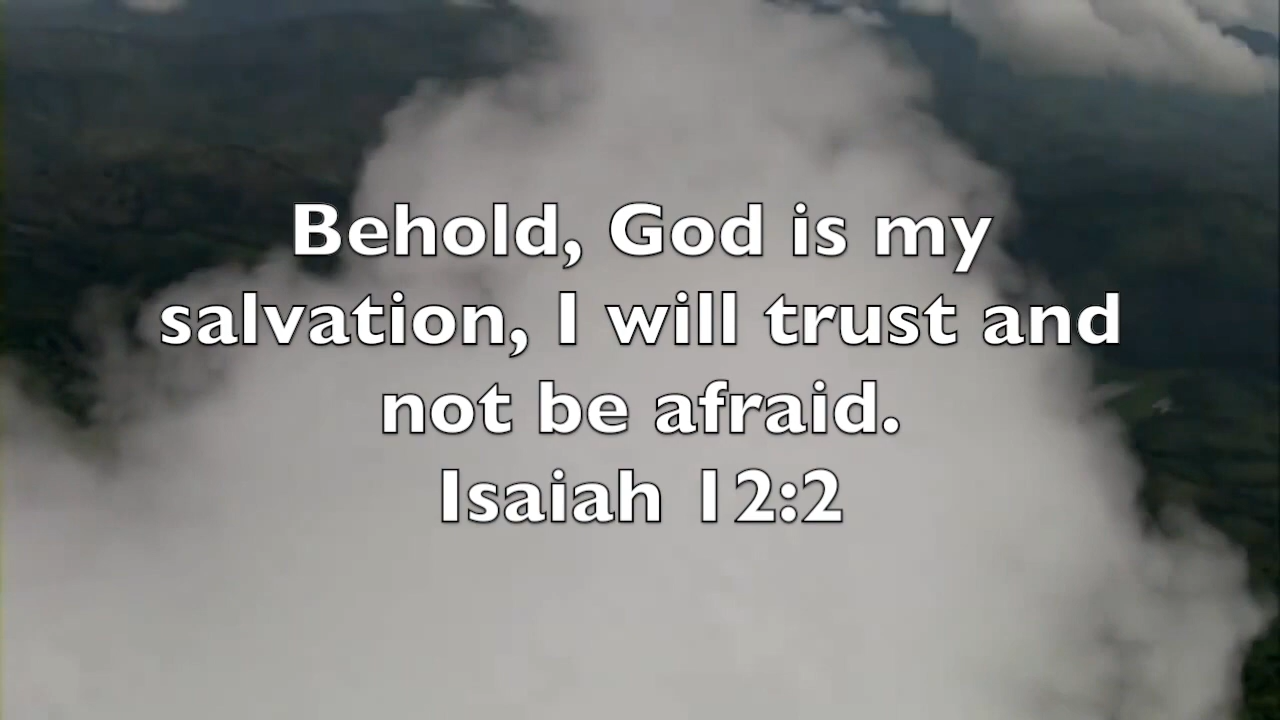 Behold, God is my
salvation, I will trust and
not be afraid.
Isaiah 12:2